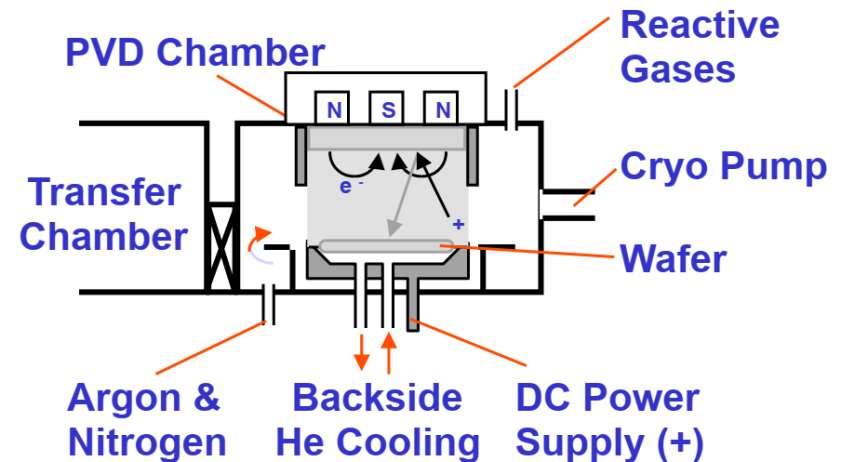 Reactive
Gases
PVD Chamber
N S N
Cryo Pump
Transfer
Chamber
e -
+
Wafer
Argon &
Nitrogen
Backside
He Cooling
DC Power
Supply (+)